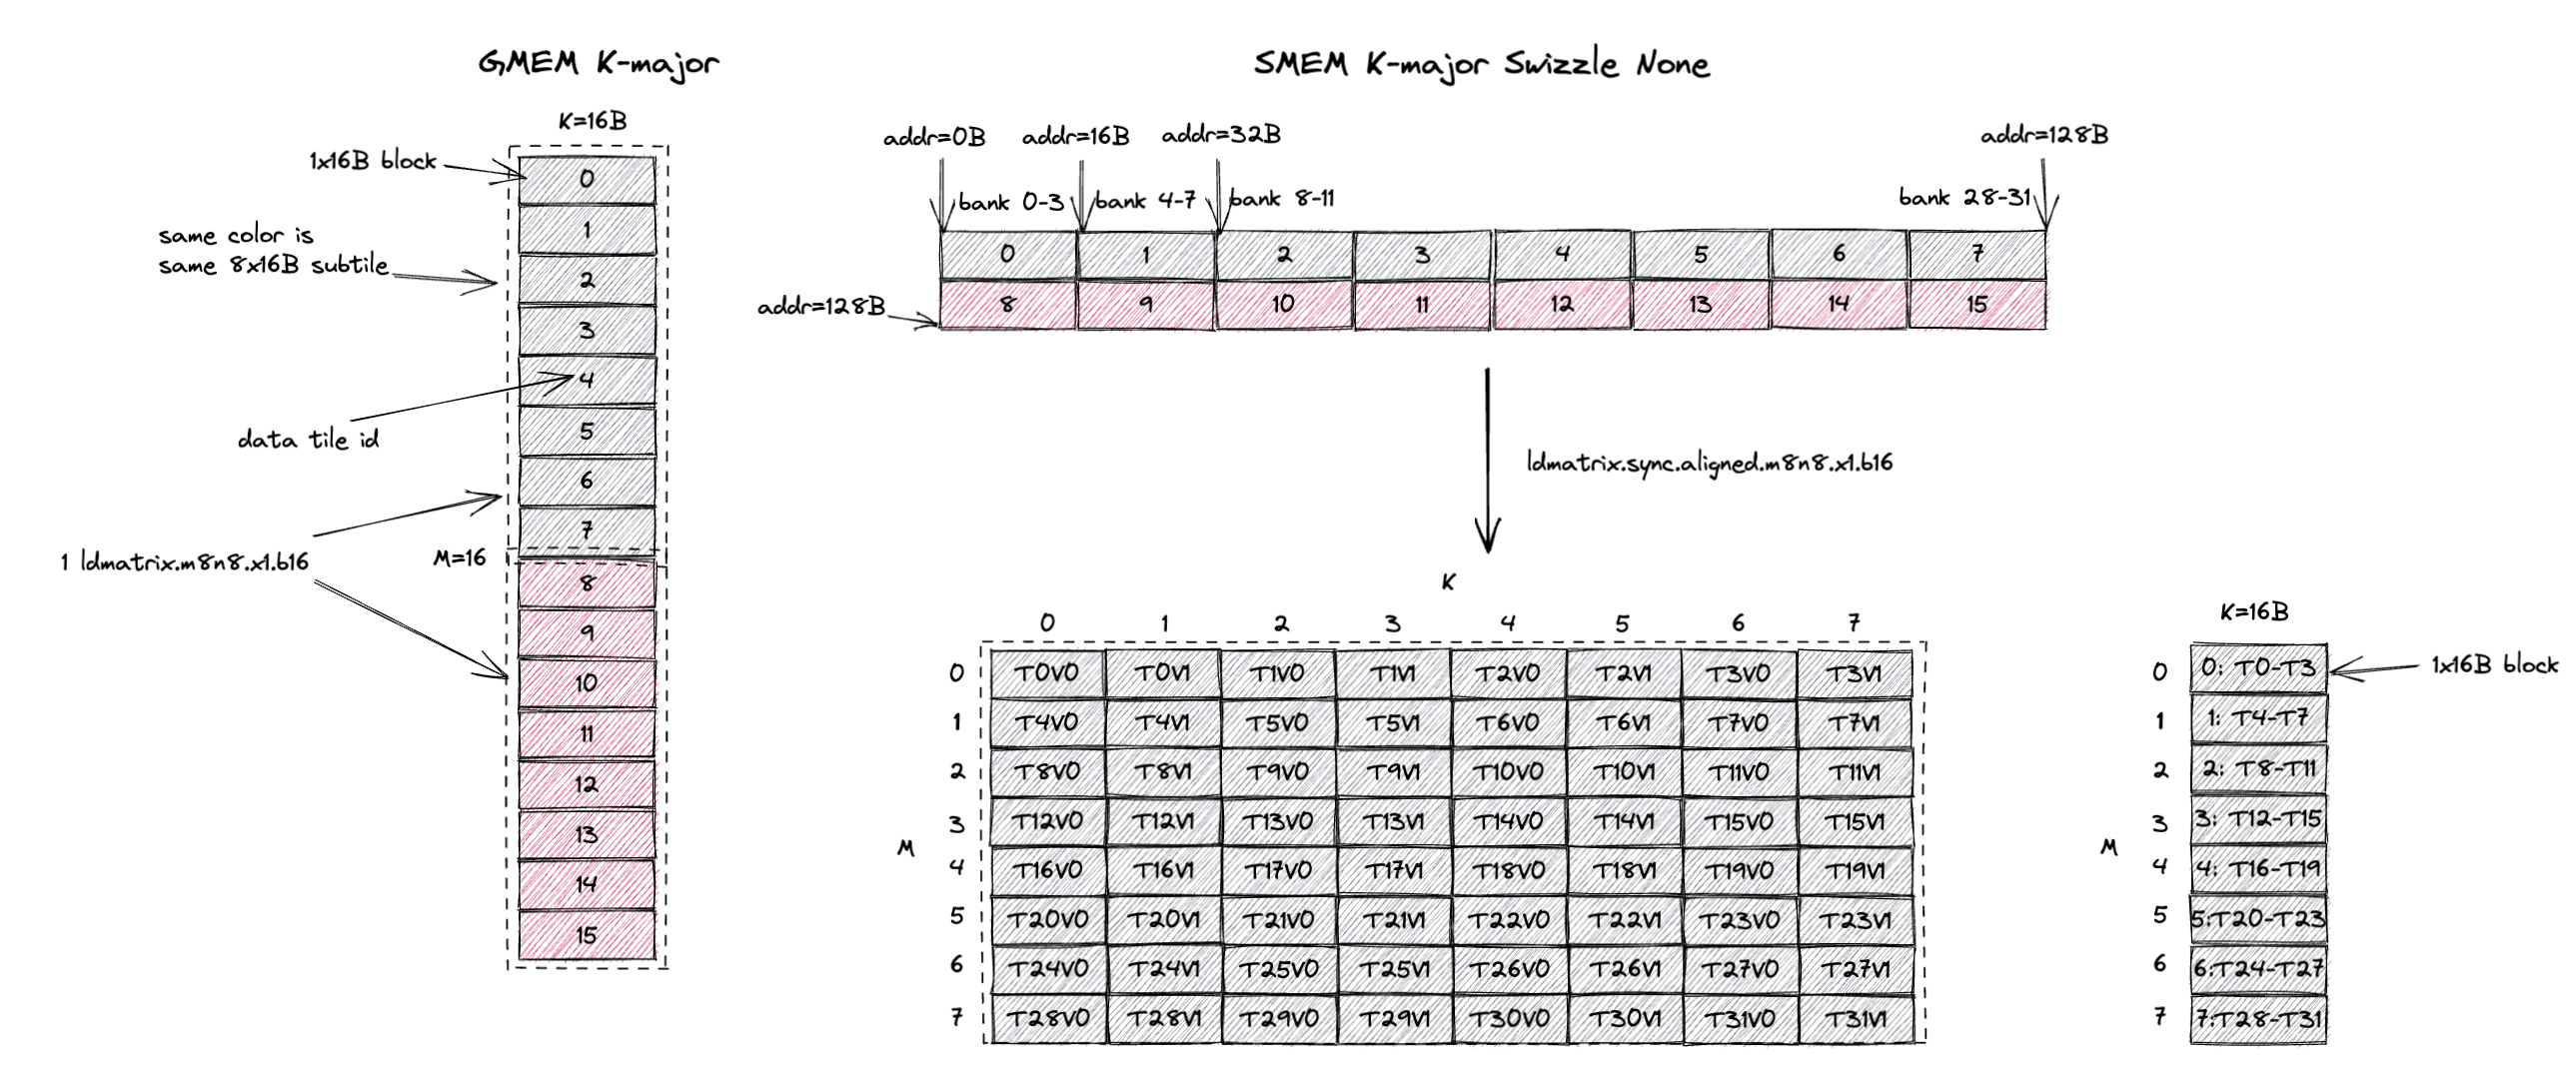 GMEM K-major
K=16B
1x16B block
same color is
same 8x16B subtile
data tile id
1 ldmatrix.m8n8.x1.b16
M=16
0
1
2
3
4
5
6
7
8
9
10
11
12
13
14
15
SMEM K-major Swizzle None
addr=0B addr=16B addr=32B addr=128B
bank 0-3 bank 4-7 bank 8-11 bank 28-31
0 1 2 3 4 5 6 7
addr=128B 8 9 10 11 12 13 14 15
ldmatrix.sync.aligned.m8n8.x1.b16
K
0 1 2 3 4 5 6 7
M
0 T0V0 T0V1 T1V0 T1V1 T2V0 T2V1 T3V0 T3V1
1 T4V0 T4V1 T5V0 T5V1 T6V0 T6V1 T7V0 T7V1
2 T8V0 T8V1 T9V0 T9V1 T10V0 T10V1 T11V0 T11V1
3 T12V0 T12V1 T13V0 T13V1 T14V0 T14V1 T15V0 T15V1
4 T16V0 T16V1 T17V0 T17V1 T18V0 T18V1 T19V0 T19V1
5 T20V0 T20V1 T21V0 T21V1 T22V0 T22V1 T23V0 T23V1
6 T24V0 T24V1 T25V0 T25V1 T26V0 T26V1 T27V0 T27V1
7 T28V0 T28V1 T29V0 T29V1 T30V0 T30V1 T31V0 T31V1
K=16B
1x16B block
M
0 0: T0-T3
1 1: T4-T7
2 2: T8-T11
3 3: T12-T15
4 4: T16-T19
5 5:T20-T23
6 6:T24-T27
7 7:T28-T31